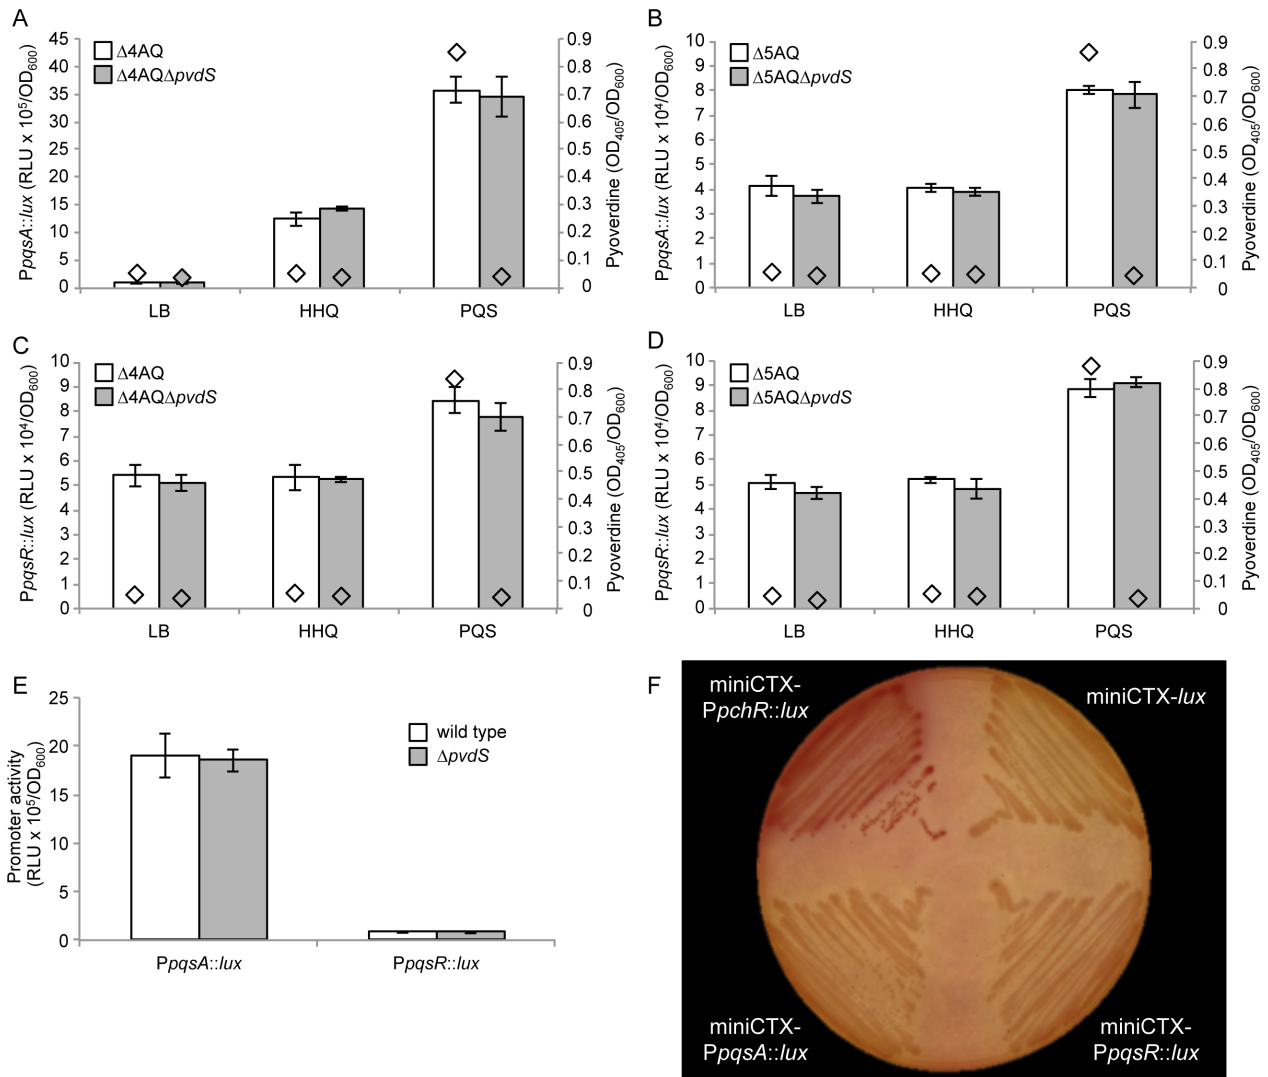 A
PpqsA::lux (RLU x 10⁵/OD₆₀₀)
45
40
35
30
25
20
15
10
5
0
Δ4AQ
Δ4AQΔpvdS
0.9
0.8
0.7
0.6
0.5
0.4
0.3
0.2
0.1
0
Pyoverdine (OD₄₀₅/OD₆₀₀)
LB HHQ PQS
B
PpqsA::lux (RLU x 10⁴/OD₆₀₀)
10
9
8
7
6
5
4
3
2
1
0
Δ5AQ
Δ5AQΔpvdS
0.9
0.8
0.7
0.6
0.5
0.4
0.3
0.2
0.1
0
Pyoverdine (OD₄₀₅/OD₆₀₀)
LB HHQ PQS
C
PpqsR::lux (RLU x 10⁴/OD₆₀₀)
10
9
8
7
6
5
4
3
2
1
0
Δ4AQ
Δ4AQΔpvdS
0.9
0.8
0.7
0.6
0.5
0.4
0.3
0.2
0.1
0
Pyoverdine (OD₄₀₅/OD₆₀₀)
LB HHQ PQS
D
PpqsR::lux (RLU x 10⁴/OD₆₀₀)
10
9
8
7
6
5
4
3
2
1
0
Δ5AQ
Δ5AQΔpvdS
0.9
0.8
0.7
0.6
0.5
0.4
0.3
0.2
0.1
0
Pyoverdine (OD₄₀₅/OD₆₀₀)
LB HHQ PQS
E
Promoter activity
(RLU x 10⁵/OD₆₀₀)
25
20
15
10
5
0
wild type
ΔpvdS
PpqsA::lux PpqsR::lux
F
miniCTX-
PpchR::lux
miniCTX-lux
miniCTX-
PpqsA::lux
miniCTX-
PpqsR::lux